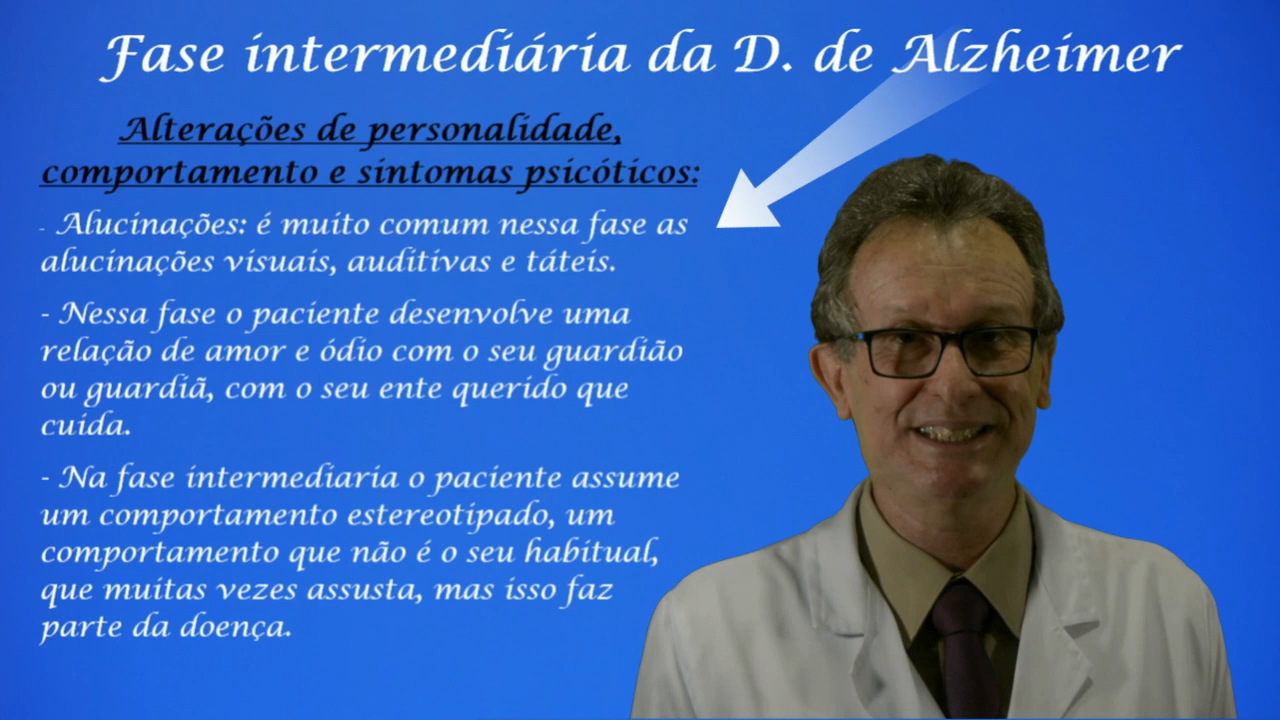 Fase intermediária da D. de Alzheimer
Alterações de personalidade,
comportamento e sintomas psicóticos:
- Alucinações: é muito comum nessa fase as
alucinações visuais, auditivas e táteis.
- Nessa fase o paciente desenvolve uma
relação de amor e ódio com o seu guardião
ou guardiã, com o seu ente querido que
cuida.
- Na fase intermediaria o paciente assume
um comportamento estereotipado, um
comportamento que não é o seu habitual,
que muitas vezes assusta, mas isso faz
parte da doença.